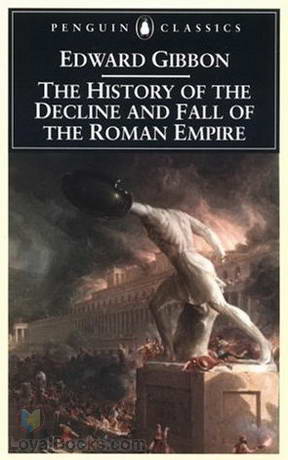 PENGUIN CLASSICS
EDWARD GIBBON
THE HISTORY OF THE
DECLINE AND FALL OF
THE ROMAN EMPIRE
LoyalBooks.com